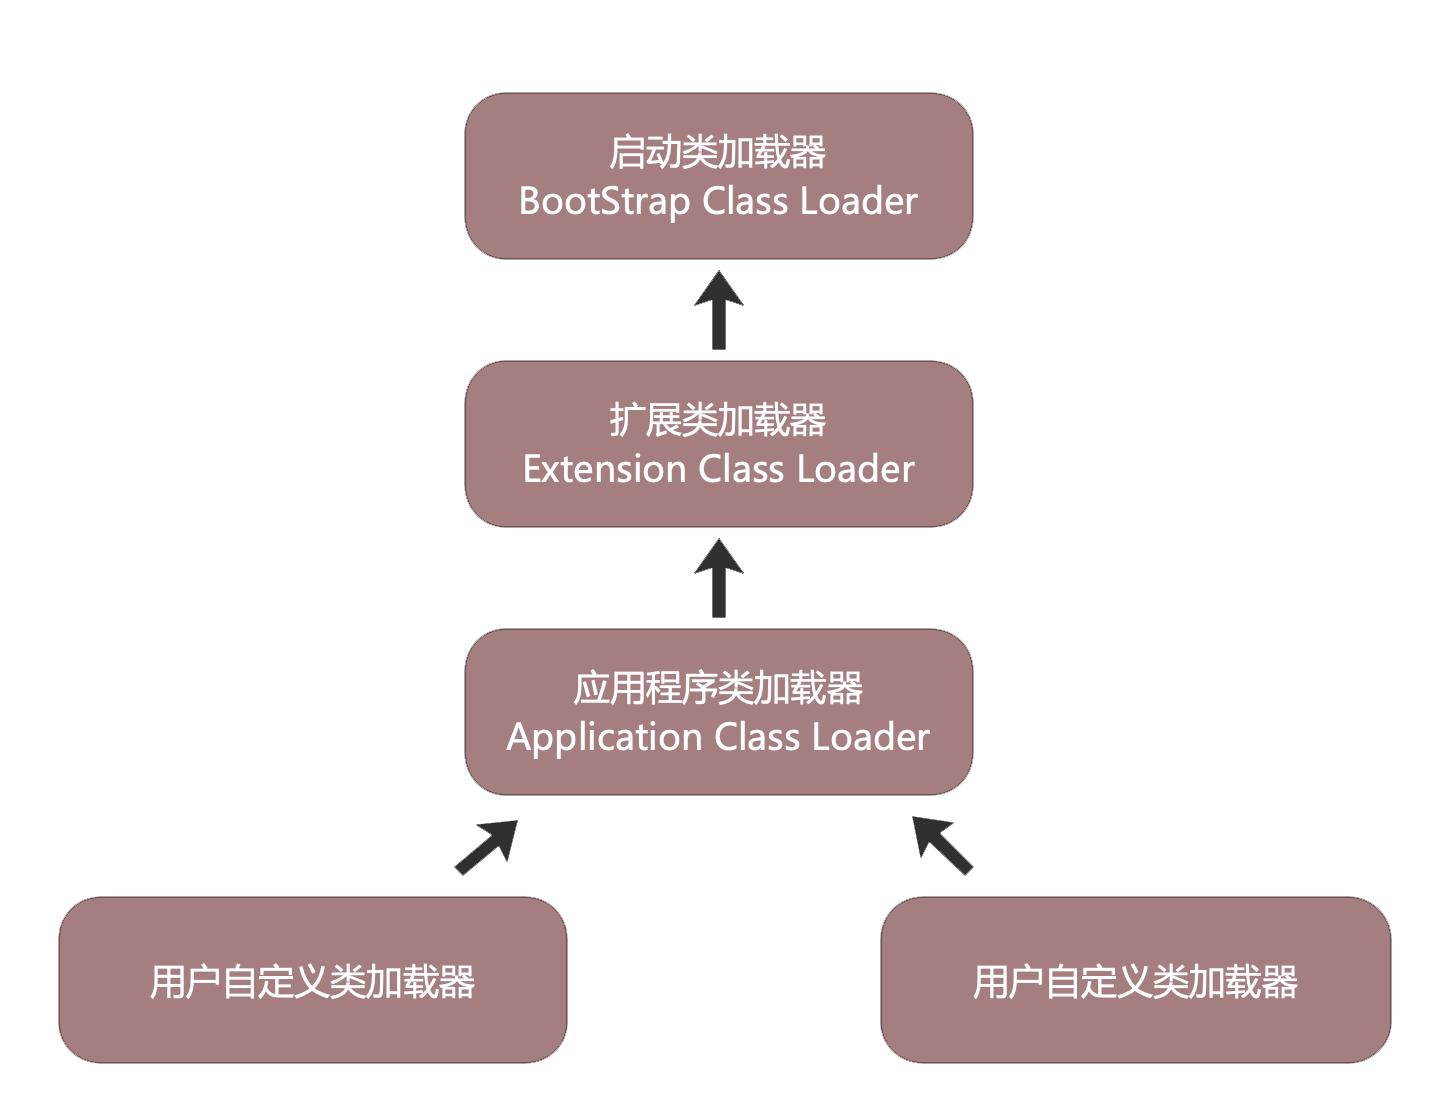 启动类加载器
BootStrap Class Loader
扩展类加载器
Extension Class Loader
应用程序类加载器
Application Class Loader
用户自定义类加载器
用户自定义类加载器